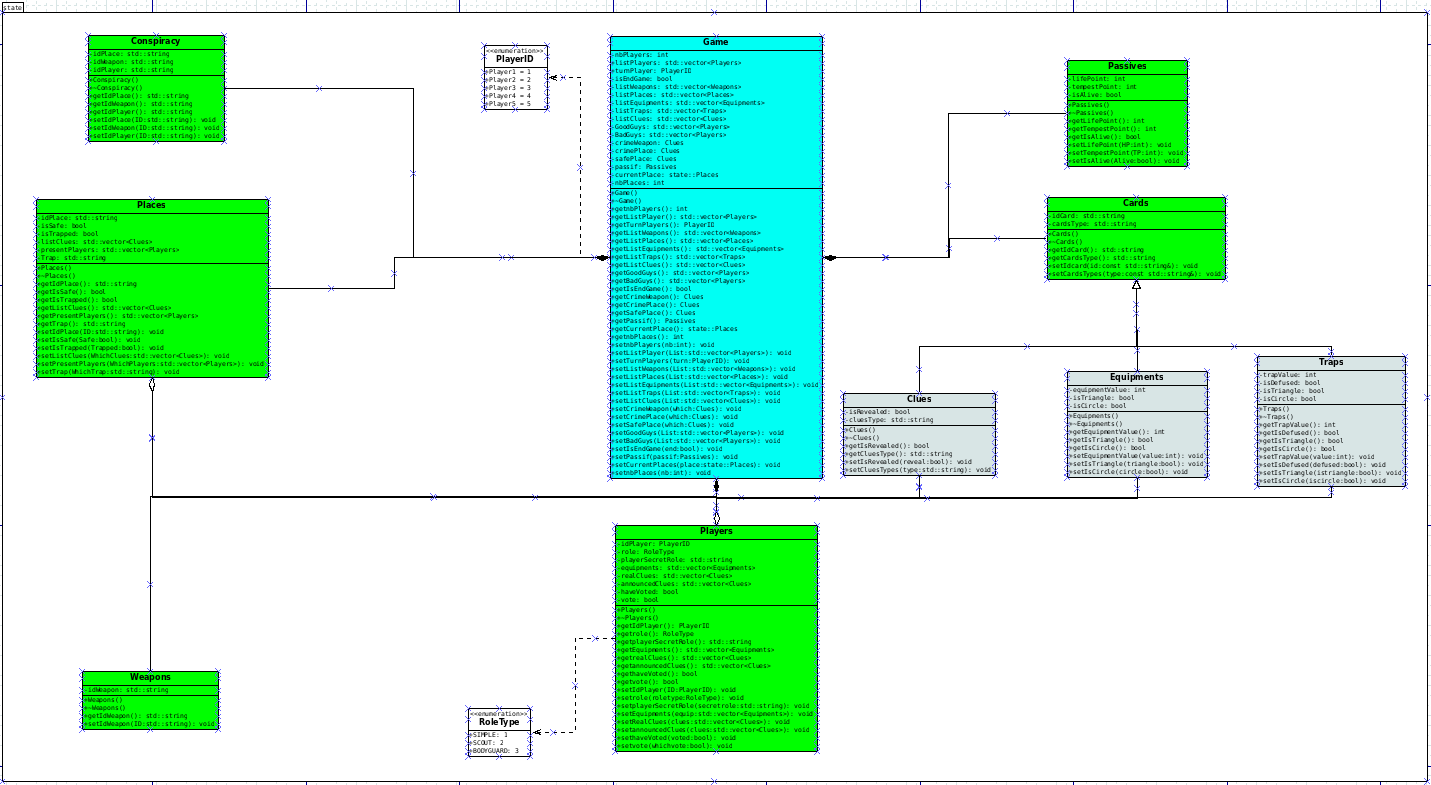 state
Conspiracy
-idPlace: std::string
-idWeapon: std::string
-idPlayer: std::string
+Conspiracy()
+~Conspiracy()
+getIdPlace(): std::string
+getIdWeapon(): std::string
+getIdPlayer(): std::string
+setIdPlace(ID:std::string): void
+setIdWeapon(ID:std::string): void
+setIdPlayer(ID:std::string): void
<<enumeration>>
PlayerID
+Player1 = 1
+Player2 = 2
+Player3 = 3
+Player4 = 4
+Player5 = 5
Game
-nbPlayers: int
-listPlayers: std::vector<Players>
-turnPlayer: PlayerID
-isEndGame: bool
-listWeapons: std::vector<Weapons>
-listPlaces: std::vector<Places>
-listEquipments: std::vector<Equipments>
-listTraps: std::vector<Traps>
-listClues: std::vector<Clues>
-GoodGuys: std::vector<Players>
-BadGuys: std::vector<Players>
-crimeWeapon: Clues
-crimePlace: Clues
-safePlace: Clues
-passif: Passives
-currentPlace: state::Places
-nbPlaces: int
+Game()
+~Game()
+getnbPlayers(): int
+getListPlayer(): std::vector<Players>
+getTurnPlayers(): PlayerID
+getListWeapons(): std::vector<Weapons>
+getListPlaces(): std::vector<Places>
+getListEquipments(): std::vector<Equipments>
+getListTraps(): std::vector<Traps>
+getListClues(): std::vector<Clues>
+getGoodGuys(): std::vector<Players>
+getBadGuys(): std::vector<Players>
+getIsEndGame(): bool
+getCrimeWeapon(): Clues
+getCrimePlace(): Clues
+getSafePlace(): Clues
+getPassif(): Passives
+getCurrentPlace(): state::Places
+getnbPlaces(): int
+setnbPlayers(nb:int): void
+setListPlayer(List:std::vector<Players>): void
+setTurnPlayers(turn:PlayerID): void
+setListWeapons(List:std::vector<Weapons>): void
+setListPlaces(List:std::vector<Places>): void
+setListEquipments(List:std::vector<Equipments>): void
+setListTraps(List:std::vector<Traps>): void
+setListClues(List:std::vector<Clues>): void
+setCrimeWeapon(which:Clues): void
+setCrimePlace(which:Clues): void
+setSafePlace(which:Clues): void
+setGoodGuys(List:std::vector<Players>): void
+setBadGuys(List:std::vector<Players>): void
+setIsEndGame(end:bool): void
+setPassif(passif:Passives): void
+setCurrentPlaces(place:state::Places): void
+setnbPlaces(nb:int): void
Passives
-lifePoint: int
-tempestPoint: int
-isAlive: bool
+Passives()
+~Passives()
+getLifePoint(): int
+getTempestPoint(): int
+getIsAlive(): bool
+setLifePoint(HP:int): void
+setTempestPoint(TP:int): void
+setIsAlive(Alive:bool): void
Places
-idPlace: std::string
-isSafe: bool
-isTrapped: bool
-listClues: std::vector<Clues>
-presentPlayers: std::vector<Players>
-Trap: std::string
+Places()
+~Places()
+getIdPlace(): std::string
+getIsSafe(): bool
+getIsTrapped(): bool
+getListClues(): std::vector<Clues>
+getPresentPlayers(): std::vector<Players>
+getTrap(): std::string
+setIdPlace(ID:std::string): void
+setIsSafe(Safe:bool): void
+setIsTrapped(Trapped:bool): void
+setListClues(WhichClues:std::vector<Clues>): void
+setPresentPlayers(WhichPlayers:std::vector<Players>): void
+setTrap(WhichTrap:std::string): void
Cards
-idCard: std::string
-cardsType: std::string
+Cards()
+~Cards()
+getIdCard(): std::string
+getCardsType(): std::string
+setIdcard(id:const std::string&): void
+setCardsTypes(type:const std::string&): void
Clues
-isRevealed: bool
-cluesType: std::string
+Clues()
+~Clues()
+getIsRevealed(): bool
+getCluesType(): std::string
+setIsRevealed(reveal:bool): void
+setCluesTypes(type:std::string): void
Equipments
-equipmentValue: int
-isTriangle: bool
-isCircle: bool
+Equipments()
+~Equipments()
+getEquipmentValue(): int
+getIsTriangle(): bool
+getIsCircle(): bool
+setEquipmentValue(value:int): void
+setIsTriangle(triangle:bool): void
+setIsCircle(circle:bool): void
Traps
-trapValue: int
-isDefused: bool
-isTriangle: bool
-isCircle: bool
+Traps()
+~Traps()
+getTrapValue(): int
+getIsDefused(): bool
+getIsTriangle(): bool
+getIsCircle(): bool
+setTrapValue(value:int): void
+setIsDefused(defused:bool): void
+setIsTriangle(istriangle:bool): void
+setIsCircle(iscircle:bool): void
Players
-idPlayer: PlayerID
-role: RoleType
-playerSecretRole: std::string
-equipments: std::vector<Equipments>
-realClues: std::vector<Clues>
-announcedClues: std::vector<Clues>
-haveVoted: bool
-vote: bool
+Players()
+~Players()
+getIdPlayer(): PlayerID
+getrole(): RoleType
+getplayerSecretRole(): std::string
+getEquipments(): std::vector<Equipments>
+getrealClues(): std::vector<Clues>
+getannouncedClues(): std::vector<Clues>
+gethaveVoted(): bool
+getvote(): bool
+setIdPlayer(ID:PlayerID): void
+setrole(roletype:RoleType): void
+setplayerSecretRole(secretrole:std::string): void
+setEquipments(equip:std::vector<Equipments>): void
+setRealClues(clues:std::vector<Clues>): void
+setannouncedClues(clues:std::vector<Clues>): void
+sethaveVoted(voted:bool): void
+setvote(whichvote:bool): void
Weapons
-idWeapon: std::string
+Weapons()
+~Weapons()
+getIdWeapon(): std::string
+setIdWeapon(ID:std::string): void
<<enumeration>>
RoleType
+SIMPLE: 1
+SCOUT: 2
+BODYGUARD: 3